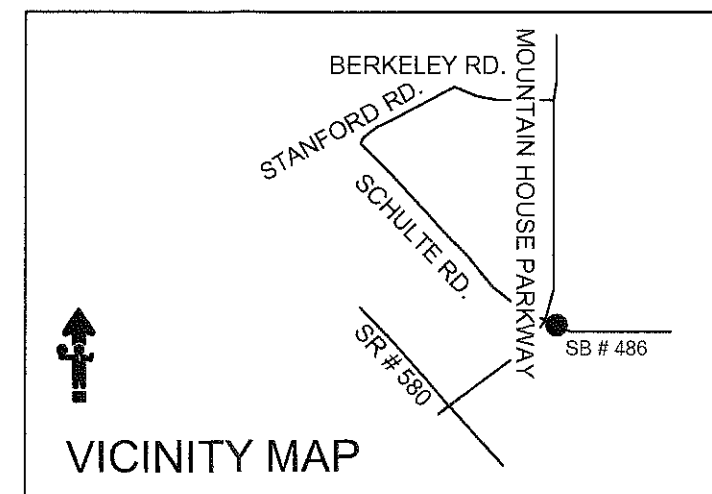 BERKELEY RD.
STANFORD RD.
MOUNTAIN HOUSE PARKWAY
SCHULTE RD.
SR # 580
SB # 486
VICINITY MAP